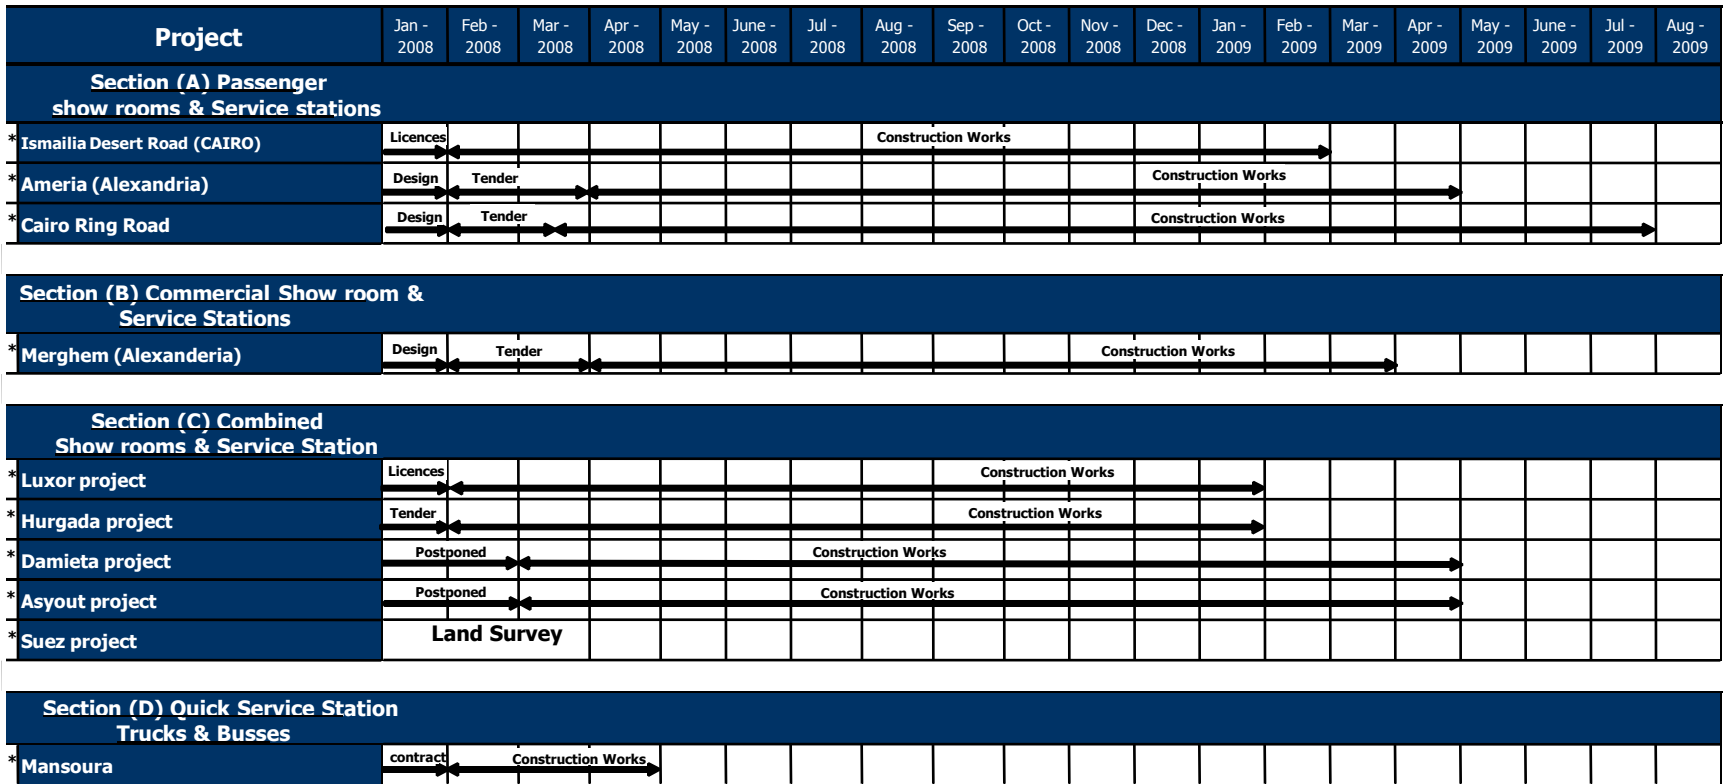 Project Jan - 2008 Feb - 2008 Mar - 2008 Apr - 2008 May - 2008 June - 2008 Jul - 2008 Aug - 2008 Sep - 2008 Oct - 2008 Nov - 2008 Dec - 2008 Jan - 2009 Feb - 2009 Mar - 2009 Apr - 2009 May - 2009 June - 2009 Jul - 2009 Aug - 2009
Section (A) Passenger
show rooms & Service stations
* Ismailia Desert Road (CAIRO) Licences Construction Works
* Ameria (Alexandria) Design Tender Construction Works
* Cairo Ring Road Design Tender Construction Works
Section (B) Commercial Show room &
Service Stations
* Merghem (Alexanderia) Design Tender Construction Works
Section (C) Combined
Show rooms & Service Station
* Luxor project Licences Construction Works
* Hurgada project Tender Construction Works
* Damieta project Postponed Construction Works
* Asyout project Postponed Construction Works
* Suez project Land Survey
Section (D) Quick Service Station
Trucks & Busses
* Mansoura contract Construction Works